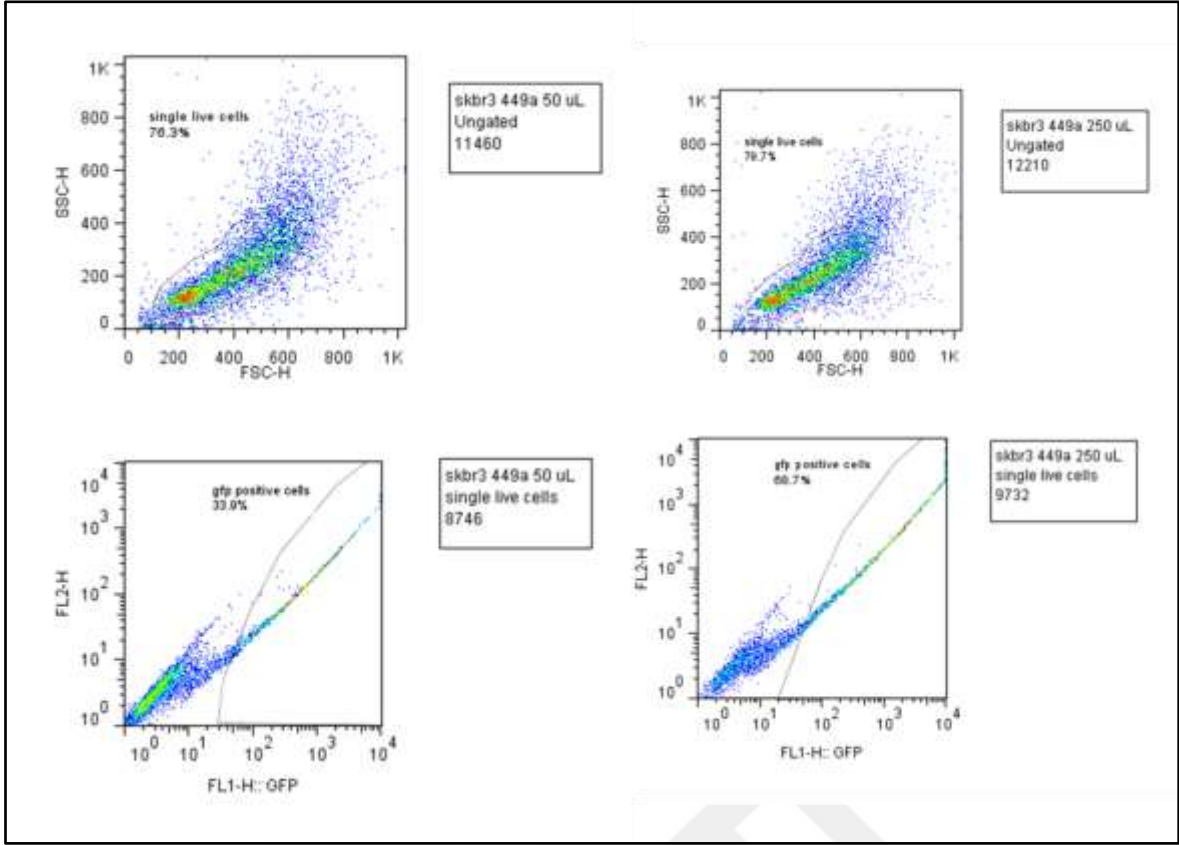 1K
800
600
400
200
0
SSC-H
single live cells
76.3%
0 200 400 600 800 1K
FSC-H
skbr3 449a 50 uL
Ungated
11460
1K
800
600
400
200
0
SSC-H
single live cells
79.7%
0 200 400 600 800 1K
FSC-H
skbr3 449a 250 uL
Ungated
12210
10^4
10^3
10^2
10^1
10^0
FL2-H
gfp positive cells
33.9%
10^0 10^1 10^2 10^3 10^4
FL1-H:: GFP
skbr3 449a 50 uL
single live cells
8746
10^4
10^3
10^2
10^1
10^0
FL2-H
gfp positive cells
60.7%
10^0 10^1 10^2 10^3 10^4
FL1-H:: GFP
skbr3 449a 250 uL
single live cells
9732